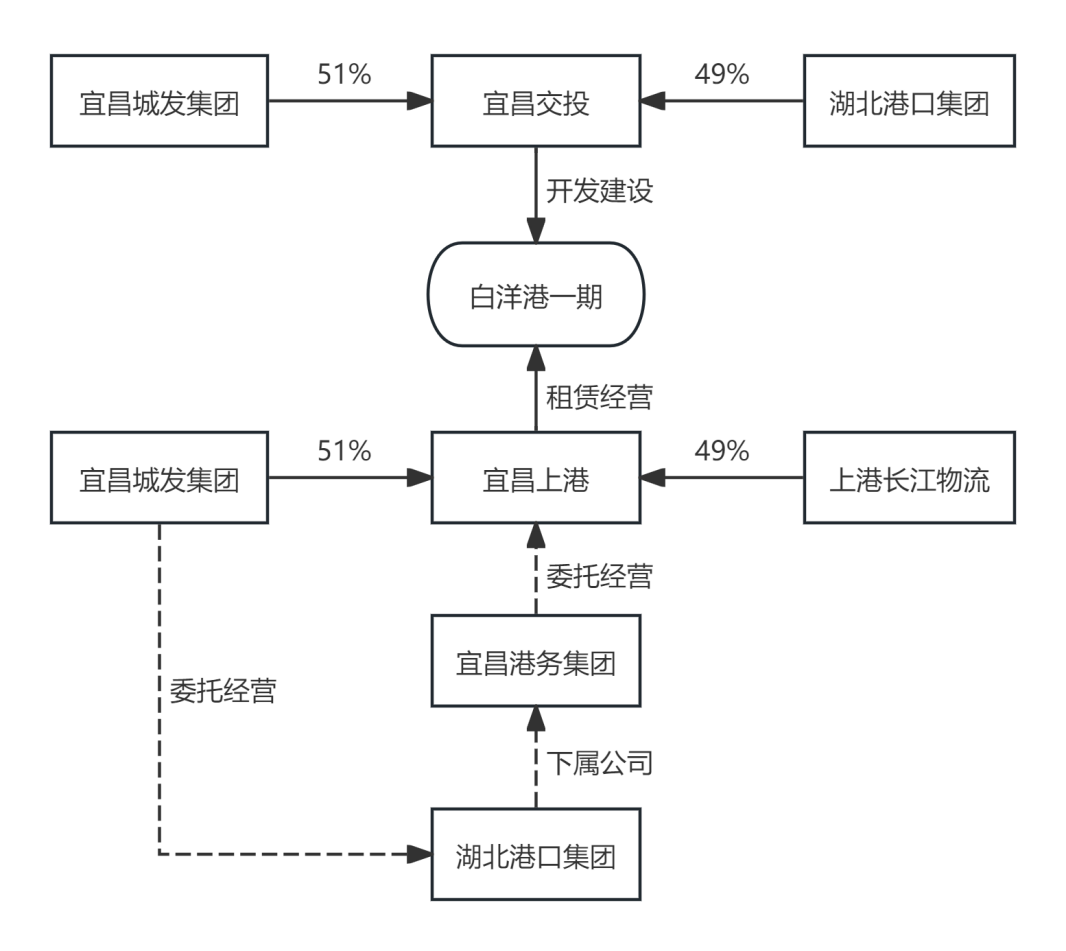 51%
49%
宜昌城发集团
宜昌交投
湖北港口集团
开发建设
白洋港一期
租赁经营
51%
49%
宜昌城发集团
宜昌上港
上港长江物流
委托经营
宜昌港务集团
委托经营
下属公司
湖北港口集团